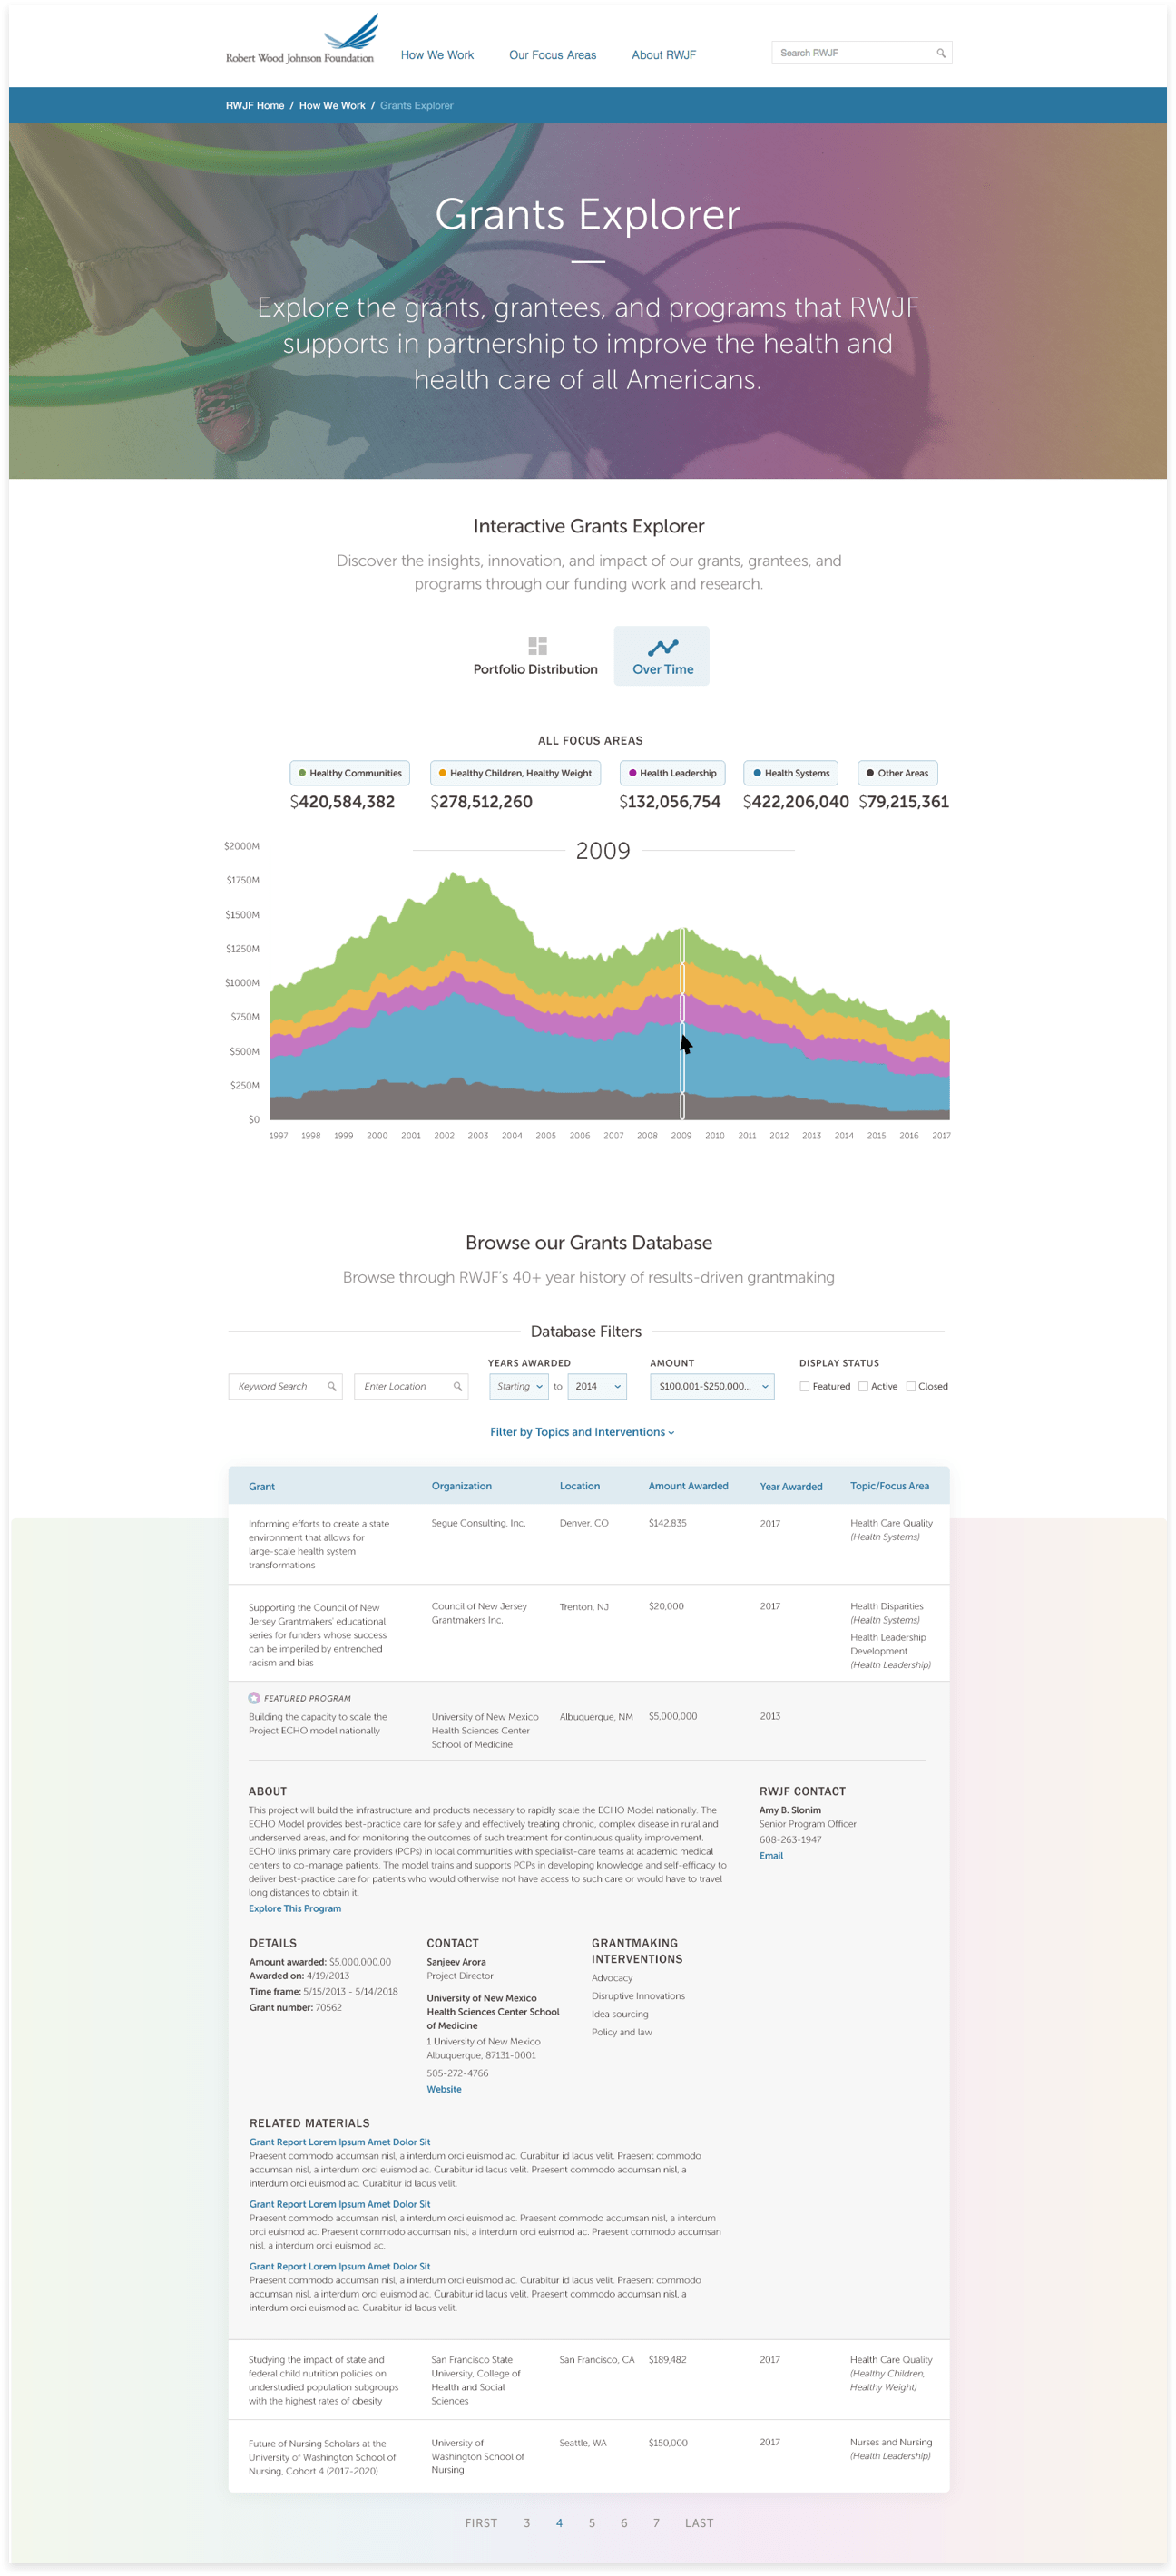 Robert Wood Johnson Foundation
How We Work
Our Focus Areas
About RWJF
Search RWJF
RWJF Home / How We Work / Grants Explorer
Grants Explorer
Explore the grants, grantees, and programs that RWJF
supports in partnership to improve the health and
health care of all Americans.
Interactive Grants Explorer
Discover the insights, innovation, and impact of our grants, grantees, and
programs through our funding work and research.
Portfolio Distribution
Over Time
ALL FOCUS AREAS
Healthy Communities
Healthy Children, Healthy Weight
Health Leadership
Health Systems
Other Areas
$420,584,382
$278,512,260
$132,056,754
$422,206,040
$79,215,361
2009
$2000M
$1750M
$1500M
$1250M
$1000M
$750M
$500M
$250M
$0
1997 1998 1999 2000 2001 2002 2003 2004 2005 2006 2007 2008 2009 2010 2011 2012 2013 2014 2015 2016 2017
Browse our Grants Database
Browse through RWJF's 40+ year history of results-driven grantmaking
Database Filters
YEARS AWARDED
AMOUNT
DISPLAY STATUS
Keyword Search
Enter Location
Starting to 2014
$100,001-$250,000...
Featured Active Closed
Filter by Topics and Interventions
Grant Organization Location Amount Awarded Year Awarded Topic/Focus Area
Informing efforts to create a state
environment that allows for
large-scale health system
transformations
Segue Consulting, Inc.
Denver, CO
$142,835
2017
Health Care Quality
(Health Systems)
Supporting the Council of New
Jersey Grantmakers' educational
series for funders whose success
can be imperiled by entrenched
racism and bias
Council of New Jersey
Grantmakers Inc.
Trenton, NJ
$20,000
2017
Health Disparities
(Health Systems)
Health Leadership
Development
(Health Leadership)
FEATURED PROGRAM
Building the capacity to scale the
Project ECHO model nationally
University of New Mexico
Health Sciences Center
School of Medicine
Albuquerque, NM
$5,000,000
2013
ABOUT
This project will build the infrastructure and products necessary to rapidly scale the ECHO Model nationally. The
ECHO Model provides best-practice care for safely and effectively treating chronic, complex disease in rural and
underserved areas, and for monitoring the outcomes of such treatment for continuous quality improvement.
ECHO links primary care providers (PCPs) in local communities with specialist-care teams at academic medical
centers to co-manage patients. The model trains and supports PCPs in developing knowledge and self-efficacy to
deliver best-practice care for patients who would otherwise not have access to such care or would have to travel
long distances to obtain it.
Explore This Program
RWJF CONTACT
Amy B. Slonim
Senior Program Officer
608-263-1947
Email
DETAILS
Amount awarded: $5,000,000.00
Awarded on: 4/19/2013
Time frame: 5/15/2013 - 5/14/2018
Grant number: 70562
CONTACT
Sanjeev Arora
Project Director
University of New Mexico
Health Sciences Center School
of Medicine
1 University of New Mexico
Albuquerque, 87131-0001
505-272-4766
Website
GRANTMAKING
INTERVENTIONS
Advocacy
Disruptive Innovations
Idea sourcing
Policy and law
RELATED MATERIALS
Grant Report Lorem Ipsum Amet Dolor Sit
Praesent commodo accumsan nisl, a interdum orci euismod ac. Curabitur id lacus velit. Praesent commodo
accumsan nisl, a interdum orci euismod ac. Curabitur id lacus velit. Praesent commodo accumsan nisl, a
interdum orci euismod ac. Curabitur id lacus velit.
Grant Report Lorem Ipsum Amet Dolor Sit
Praesent commodo accumsan nisl, a interdum orci euismod ac. Praesent commodo accumsan nisl, a interdum
orci euismod ac. Praesent commodo accumsan nisl, a interdum orci euismod ac. Praesent commodo accumsan
nisl, a interdum orci euismod ac.
Grant Report Lorem Ipsum Amet Dolor Sit
Praesent commodo accumsan nisl, a interdum orci euismod ac. Curabitur id lacus velit. Praesent commodo
accumsan nisl, a interdum orci euismod ac. Curabitur id lacus velit. Praesent commodo accumsan nisl, a
interdum orci euismod ac. Curabitur id lacus velit.
Studying the impact of state and
federal child nutrition policies on
understudied population subgroups
with the highest rates of obesity
San Francisco State
University, College of
Health and Social
Sciences
San Francisco, CA
$189,482
2017
Health Care Quality
(Healthy Children,
Healthy Weight)
Future of Nursing Scholars at the
University of Washington School of
Nursing, Cohort 4 (2017-2020)
University of
Washington School of
Nursing
Seattle, WA
$150,000
2017
Nurses and Nursing
(Health Leadership)
FIRST 3 4 5 6 7 LAST